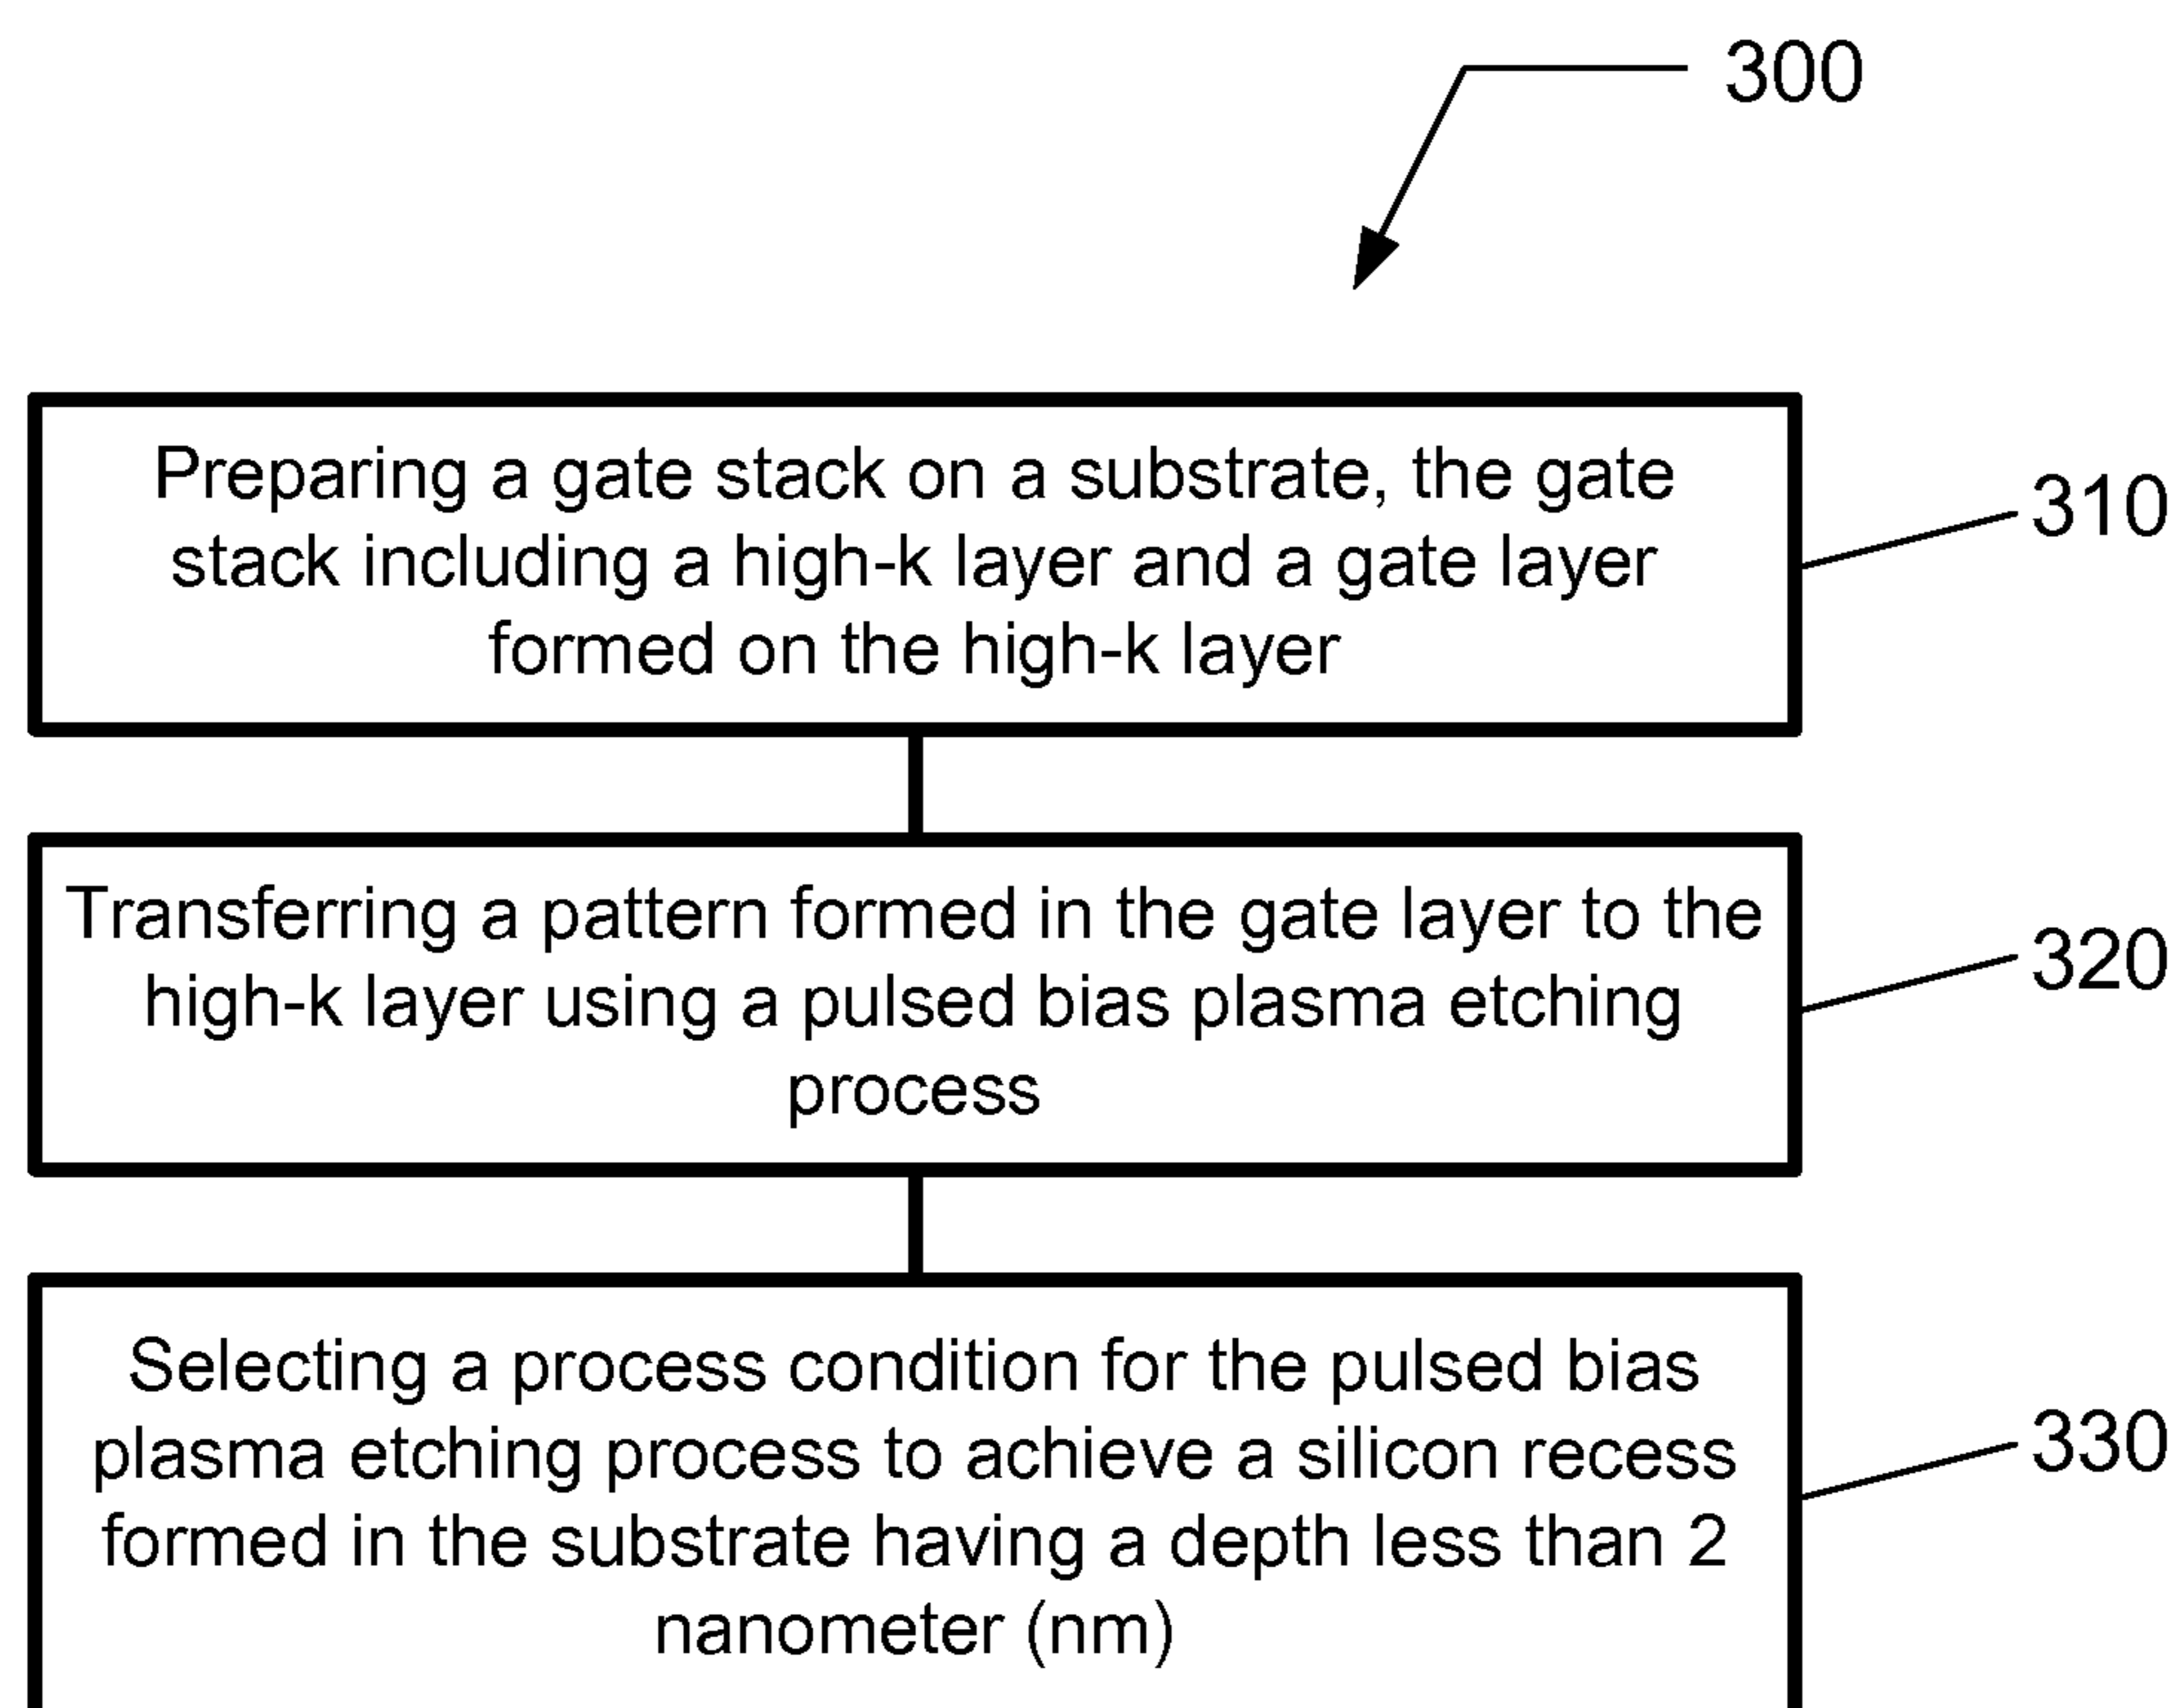 300
Preparing a gate stack on a substrate, the gate
stack including a high-k layer and a gate layer
formed on the high-k layer
310
Transferring a pattern formed in the gate layer to the
high-k layer using a pulsed bias plasma etching
process
320
Selecting a process condition for the pulsed bias
plasma etching process to achieve a silicon recess
formed in the substrate having a depth less than 2
nanometer (nm)
330